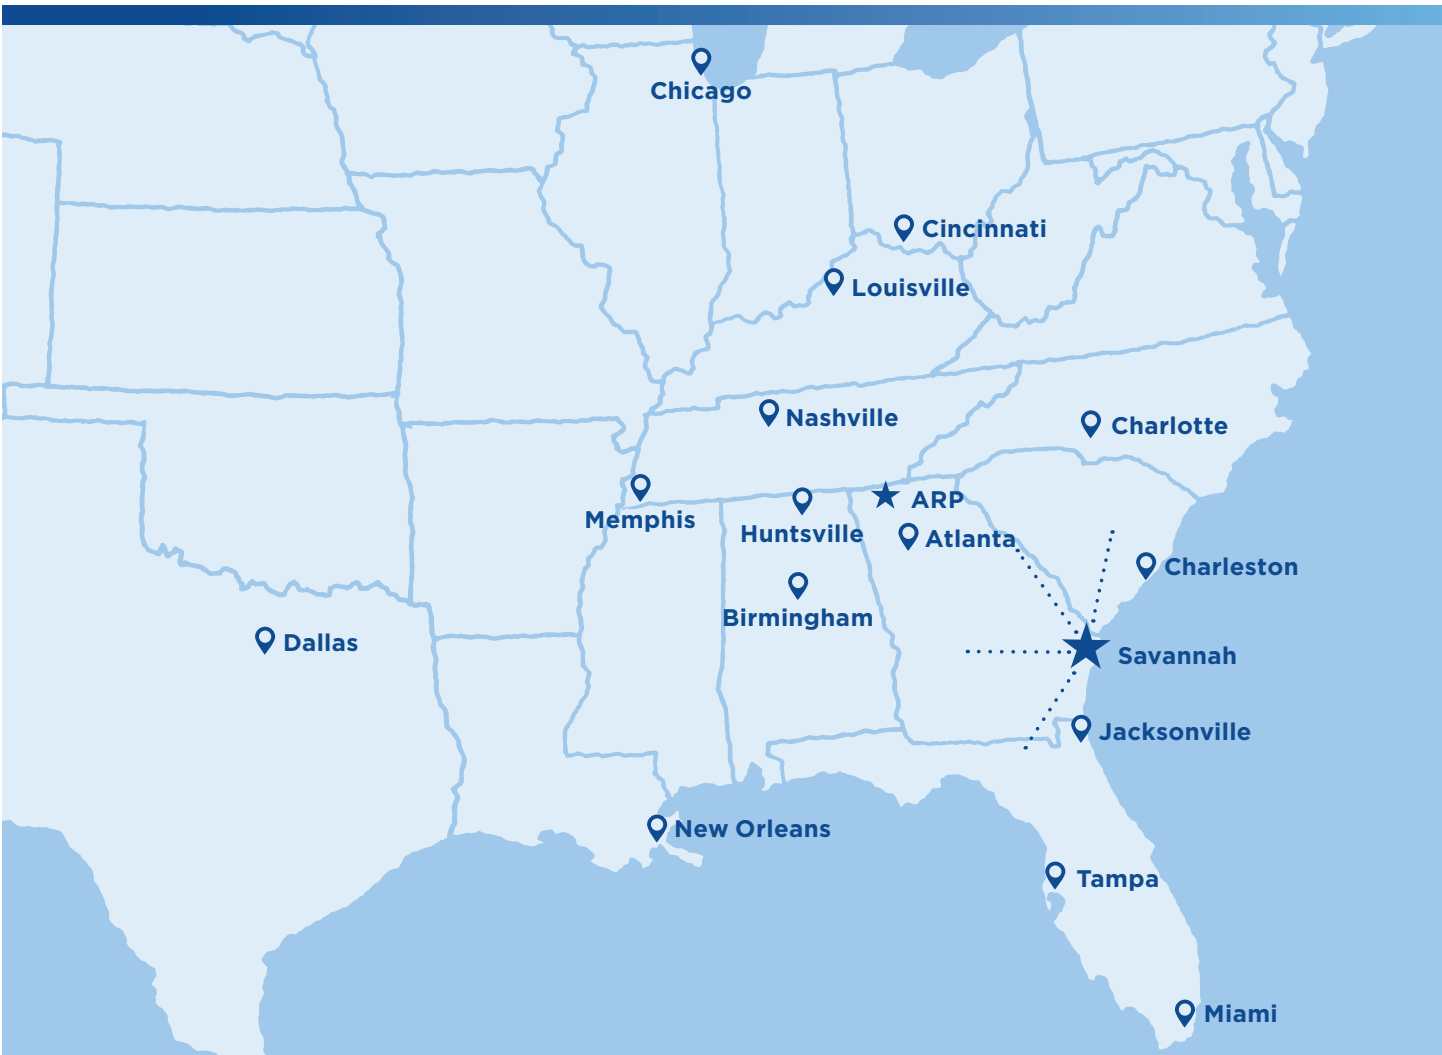 Chicago
Cincinnati
Louisville
Nashville
Charlotte
Memphis
Huntsville
ARP
Atlanta
Charleston
Birmingham
Dallas
Savannah
Jacksonville
New Orleans
Tampa
Miami